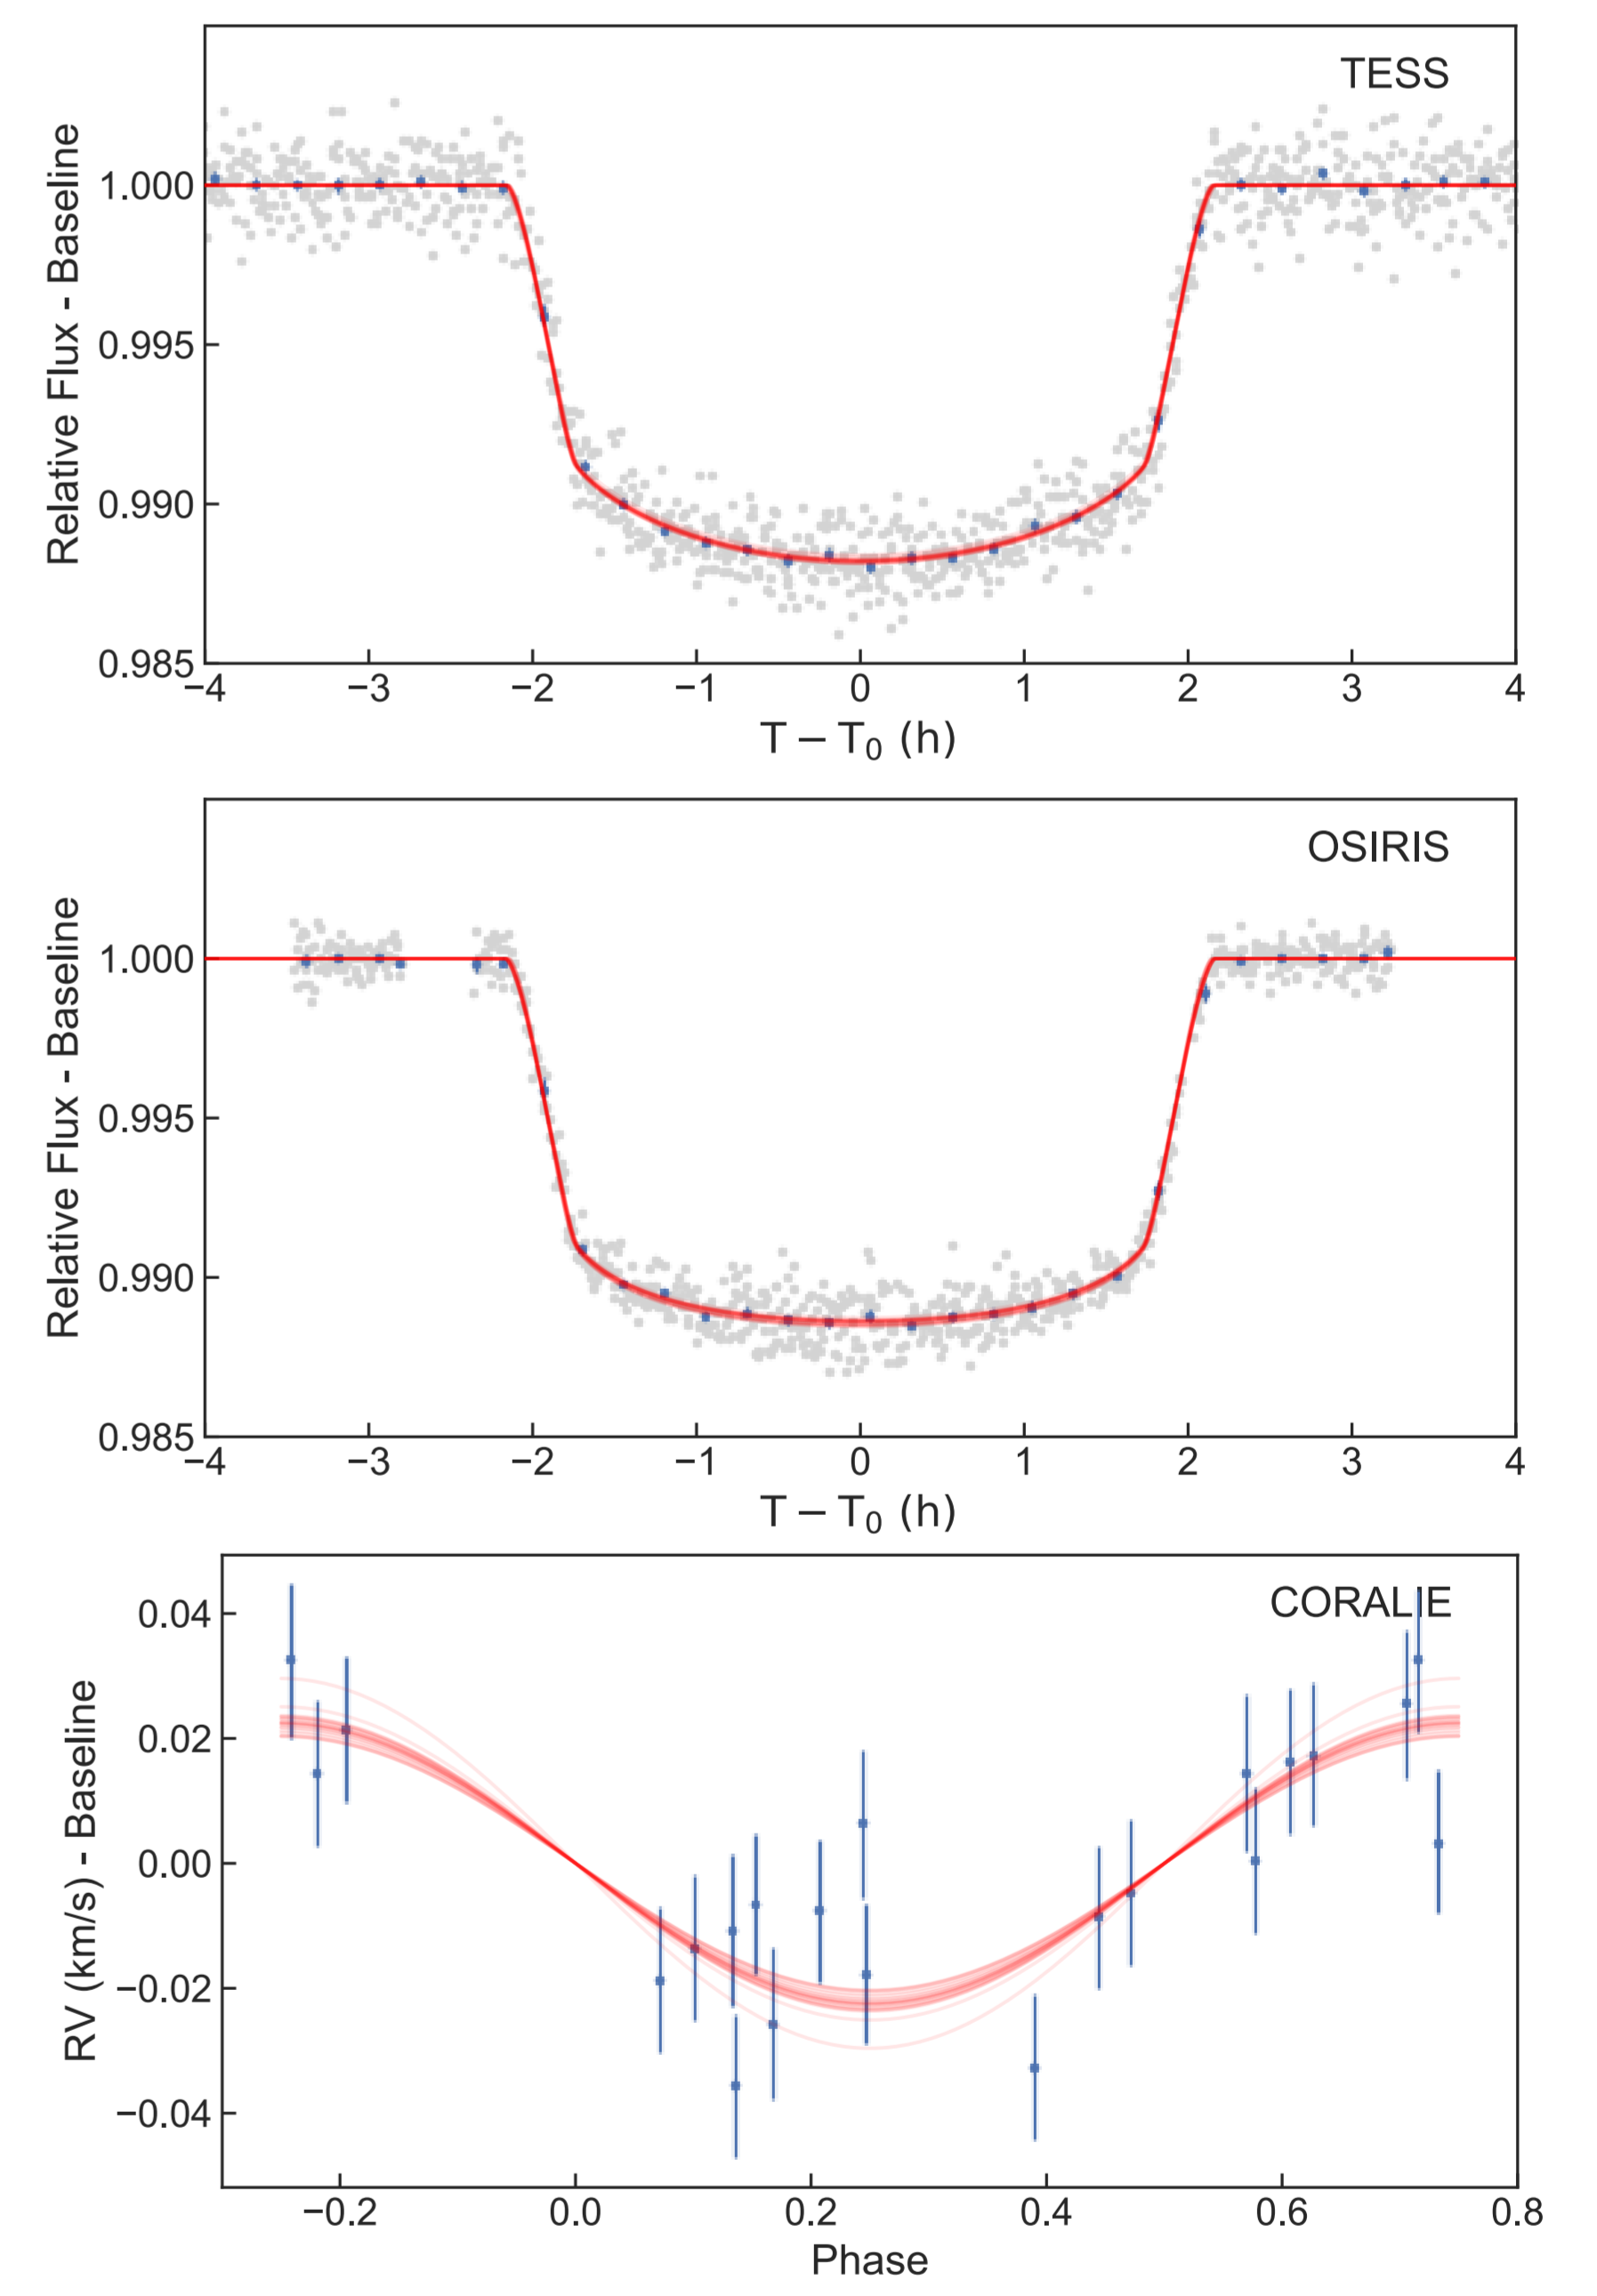 TESS
Relative Flux - Baseline
1.000
0.995
0.990
0.985
−4 −3 −2 −1 0 1 2 3 4
T − T₀ (h)
OSIRIS
Relative Flux - Baseline
1.000
0.995
0.990
0.985
−4 −3 −2 −1 0 1 2 3 4
T − T₀ (h)
CORALIE
RV (km/s) - Baseline
0.04
0.02
0.00
−0.02
−0.04
−0.2 0.0 0.2 0.4 0.6 0.8
Phase